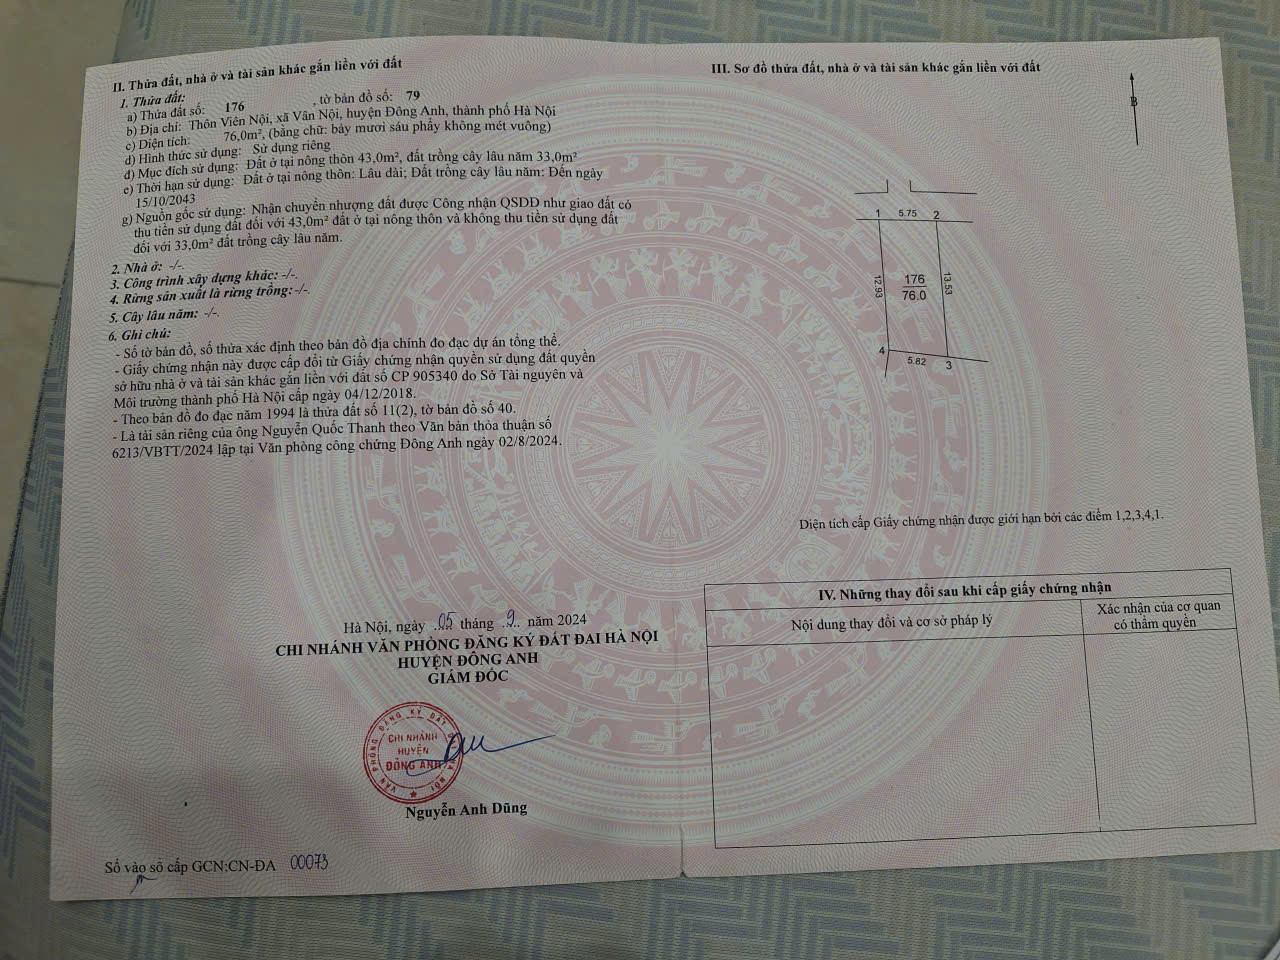 II. Thửa đất, nhà ở và tài sản khác gắn liền với đất
1. Thửa đất:
a) Thửa đất số: 176 , tờ bản đồ số: 79
b) Địa chỉ: Thôn Viên Nội, xã Vân Nội, huyện Đông Anh, thành phố Hà Nội
c) Diện tích: 76,0m², (bằng chữ: bảy mươi sáu phẩy không mét vuông)
d) Hình thức sử dụng: Sử dụng riêng
đ) Mục đích sử dụng: Đất ở tại nông thôn 43,0m², đất trồng cây lâu năm 33,0m²
e) Thời hạn sử dụng: Đất ở tại nông thôn: Lâu dài; Đất trồng cây lâu năm: Đến ngày
15/10/2043
g) Nguồn gốc sử dụng: Nhận chuyển nhượng đất được Công nhận QSDĐ như giao đất có
thu tiền sử dụng đất đối với 43,0m² đất ở tại nông thôn và không thu tiền sử dụng đất
đối với 33,0m² đất trồng cây lâu năm.
2. Nhà ở: -/-.
3. Công trình xây dựng khác: -/-.
4. Rừng sản xuất là rừng trồng: -/-.
5. Cây lâu năm: -/-.
6. Ghi chú:
- Số tờ bản đồ, số thửa xác định theo bản đồ địa chính đo đạc dự án tổng thể.
- Giấy chứng nhận này được cấp đổi từ Giấy chứng nhận quyền sử dụng đất quyền
sở hữu nhà ở và tài sản khác gắn liền với đất số CP 905340 do Sở Tài nguyên và
Môi trường thành phố Hà Nội cấp ngày 04/12/2018.
- Theo bản đồ đo đạc năm 1994 là thửa đất số 11(2), tờ bản đồ số 40.
- Là tài sản riêng của ông Nguyễn Quốc Thanh theo Văn bản thỏa thuận số
6213/VBTT/2024 lập tại Văn phòng công chứng Đông Anh ngày 02/8/2024.
Hà Nội, ngày 05 tháng 9 năm 2024
CHI NHÁNH VĂN PHÒNG ĐĂNG KÝ ĐẤT ĐAI HÀ NỘI
HUYỆN ĐÔNG ANH
GIÁM ĐỐC
VĂN PHÒNG ĐĂNG KÝ ĐẤT ĐAI HÀ NỘI
CHI NHÁNH
HUYỆN
ĐÔNG ANH
Nguyễn Anh Dũng
Số vào sổ cấp GCN:CN-ĐA 00073
III. Sơ đồ thửa đất, nhà ở và tài sản khác gắn liền với đất
B
1 5.75 2
12.93
176
76.0
13.53
4
5.82
3
Diện tích cấp Giấy chứng nhận được giới hạn bởi các điểm 1,2,3,4,1.
IV. Những thay đổi sau khi cấp giấy chứng nhận
Nội dung thay đổi và cơ sở pháp lý
Xác nhận của cơ quan
có thẩm quyền